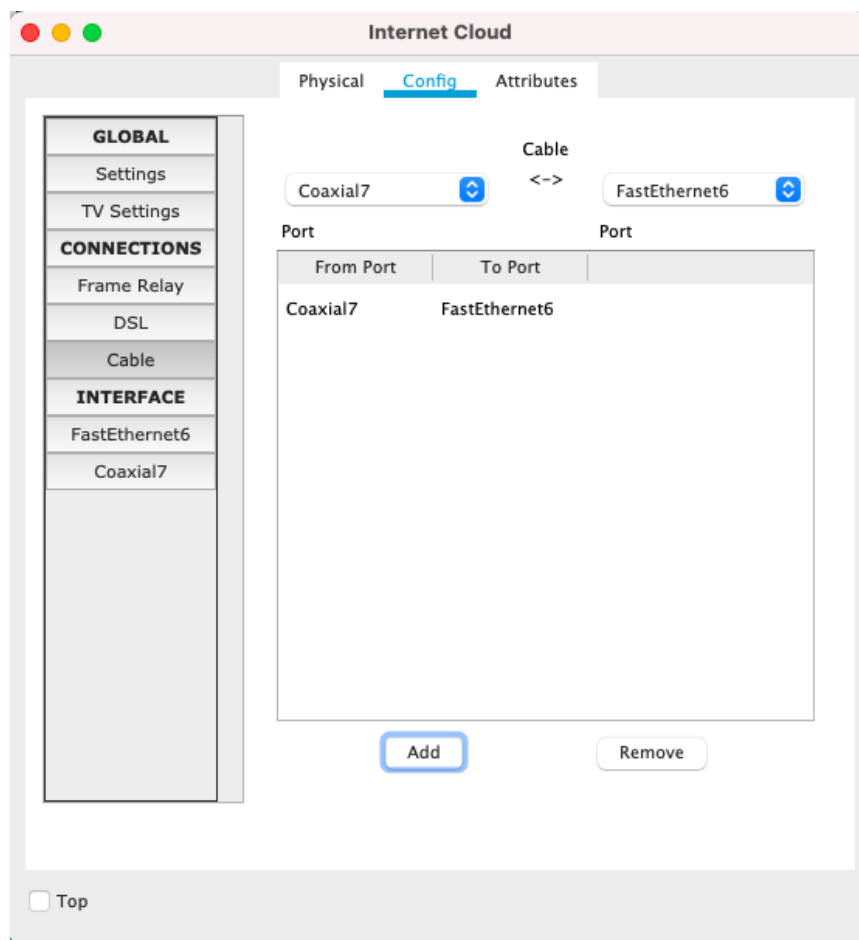 Internet Cloud
Physical Config Attributes
GLOBAL
Settings
TV Settings
CONNECTIONS
Frame Relay
DSL
Cable
INTERFACE
FastEthernet6
Coaxial7
Cable
Coaxial7 <-> FastEthernet6
Port Port
From Port To Port
Coaxial7 FastEthernet6
Add Remove
Top